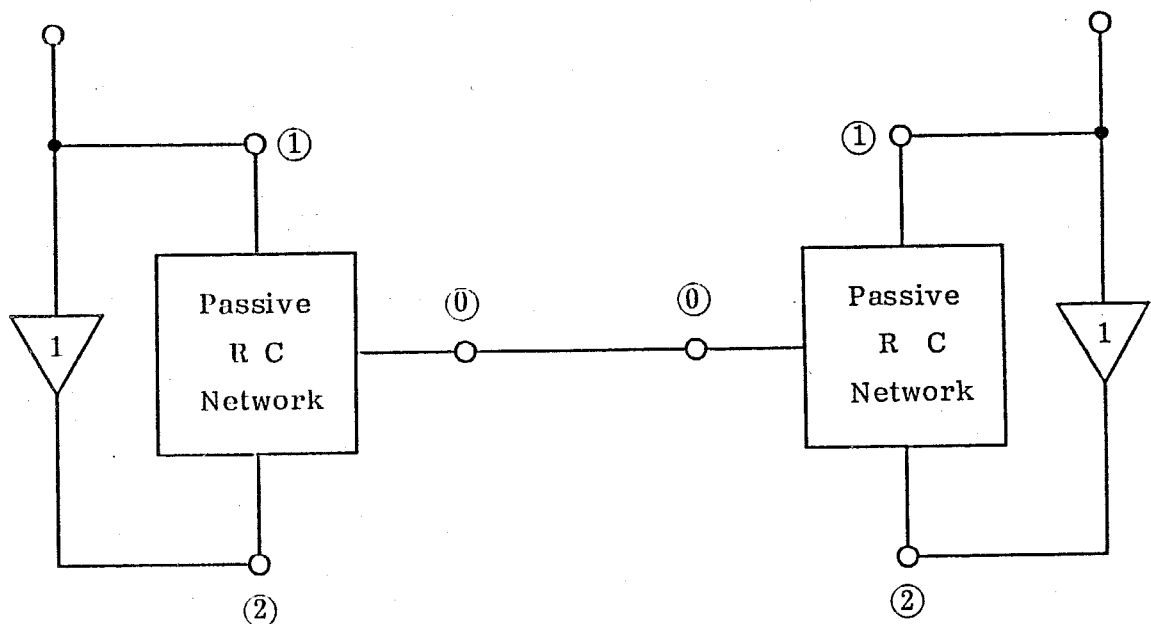 ①
①
Passive
R C
Network
⓪
⓪
Passive
R C
Network
1
1
②
②